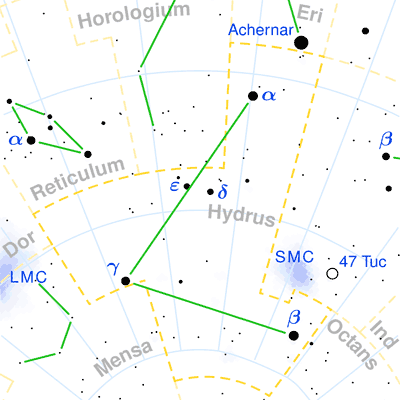 Horologium
Eri
Achernar
α
α
β
Reticulum
ε
δ
Hydrus
Dor
SMC
47 Tuc
LMC
γ
β
Mensa
Octans
Ind